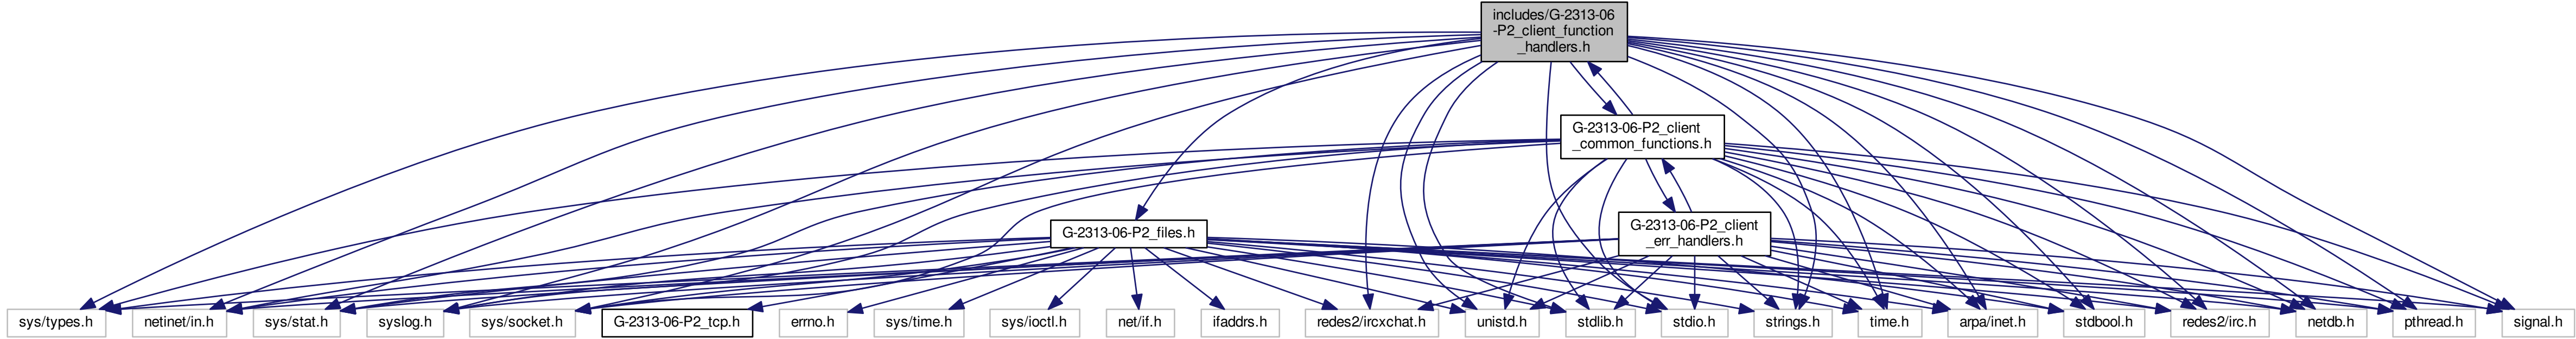 includes/G-2313-06
-P2_client_function
_handlers.h
G-2313-06-P2_client
_common_functions.h
G-2313-06-P2_files.h
G-2313-06-P2_client
_err_handlers.h
sys/types.h
netinet/in.h
sys/stat.h
syslog.h
sys/socket.h
G-2313-06-P2_tcp.h
errno.h
sys/time.h
sys/ioctl.h
net/if.h
ifaddrs.h
redes2/ircxchat.h
unistd.h
stdlib.h
stdio.h
strings.h
time.h
arpa/inet.h
stdbool.h
redes2/irc.h
netdb.h
pthread.h
signal.h